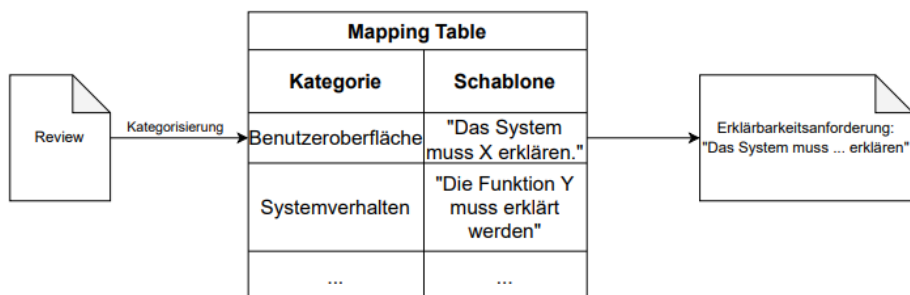 Mapping Table
Kategorie
Schablone
Review
Kategorisierung
Benutzeroberfläche
"Das System
muss X erklären."
Erklärbarkeitsanforderung:
"Das System muss ... erklären"
Systemverhalten
"Die Funktion Y
muss erklärt
werden"
...
...